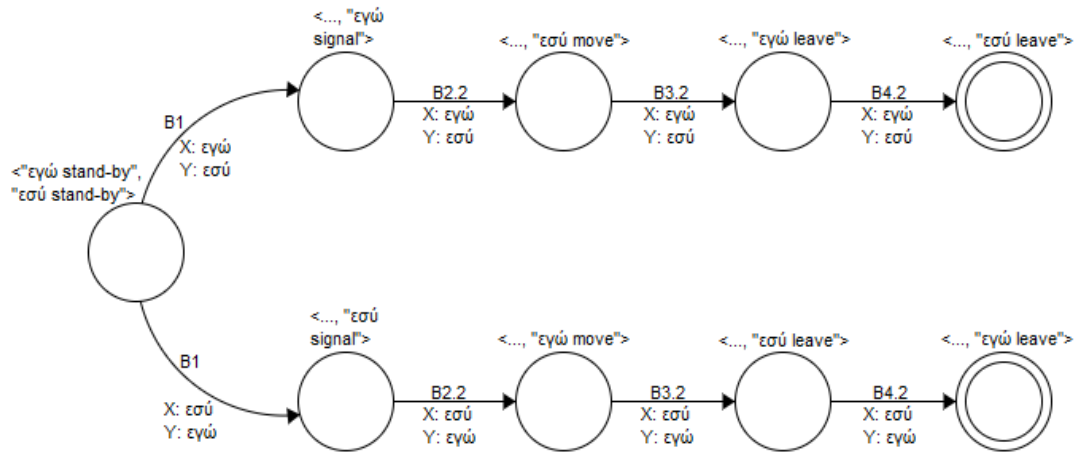 <..., "εγώ
signal">
<..., "εσύ move">
<..., "εγώ leave">
<..., "εσύ leave">
B2.2
X: εγώ
Y: εσύ
B3.2
X: εγώ
Y: εσύ
B4.2
X: εγώ
Y: εσύ
B1
X: εγώ
Y: εσύ
<"εγώ stand-by",
"εσύ stand-by">
B1
X: εσύ
Y: εγώ
<..., "εσύ
signal">
<..., "εγώ move">
<..., "εσύ leave">
<..., "εγώ leave">
B2.2
X: εσύ
Y: εγώ
B3.2
X: εσύ
Y: εγώ
B4.2
X: εσύ
Y: εγώ